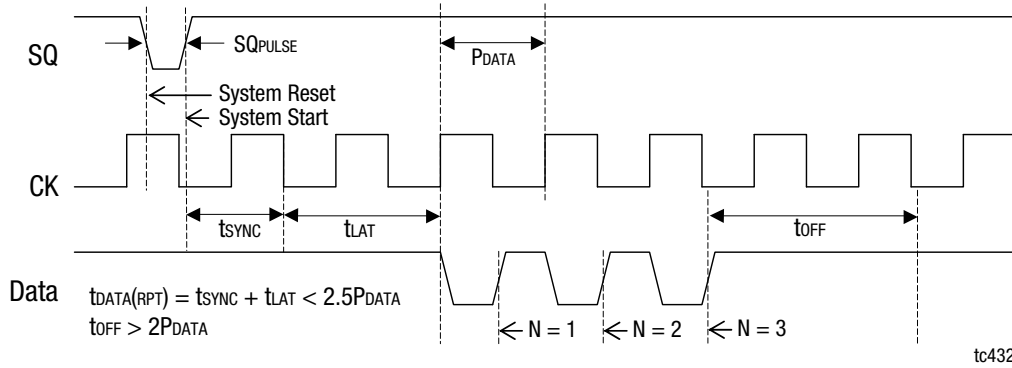 SQ
SQPULSE
PDATA
System Reset
System Start
CK
tSYNC
tLAT
tOFF
Data
tDATA(RPT) = tSYNC + tLAT < 2.5PDATA
tOFF > 2PDATA
N = 1
N = 2
N = 3
tc432